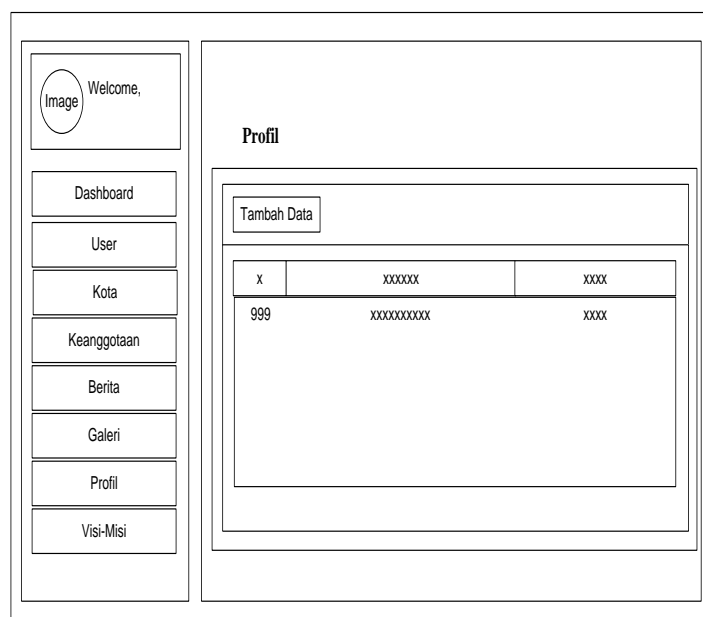 Image
Welcome,
Dashboard
User
Kota
Keanggotaan
Berita
Galeri
Profil
Visi-Misi
Profil
Tambah Data
x xxxxxx xxxx
999 xxxxxxxxxx xxxx